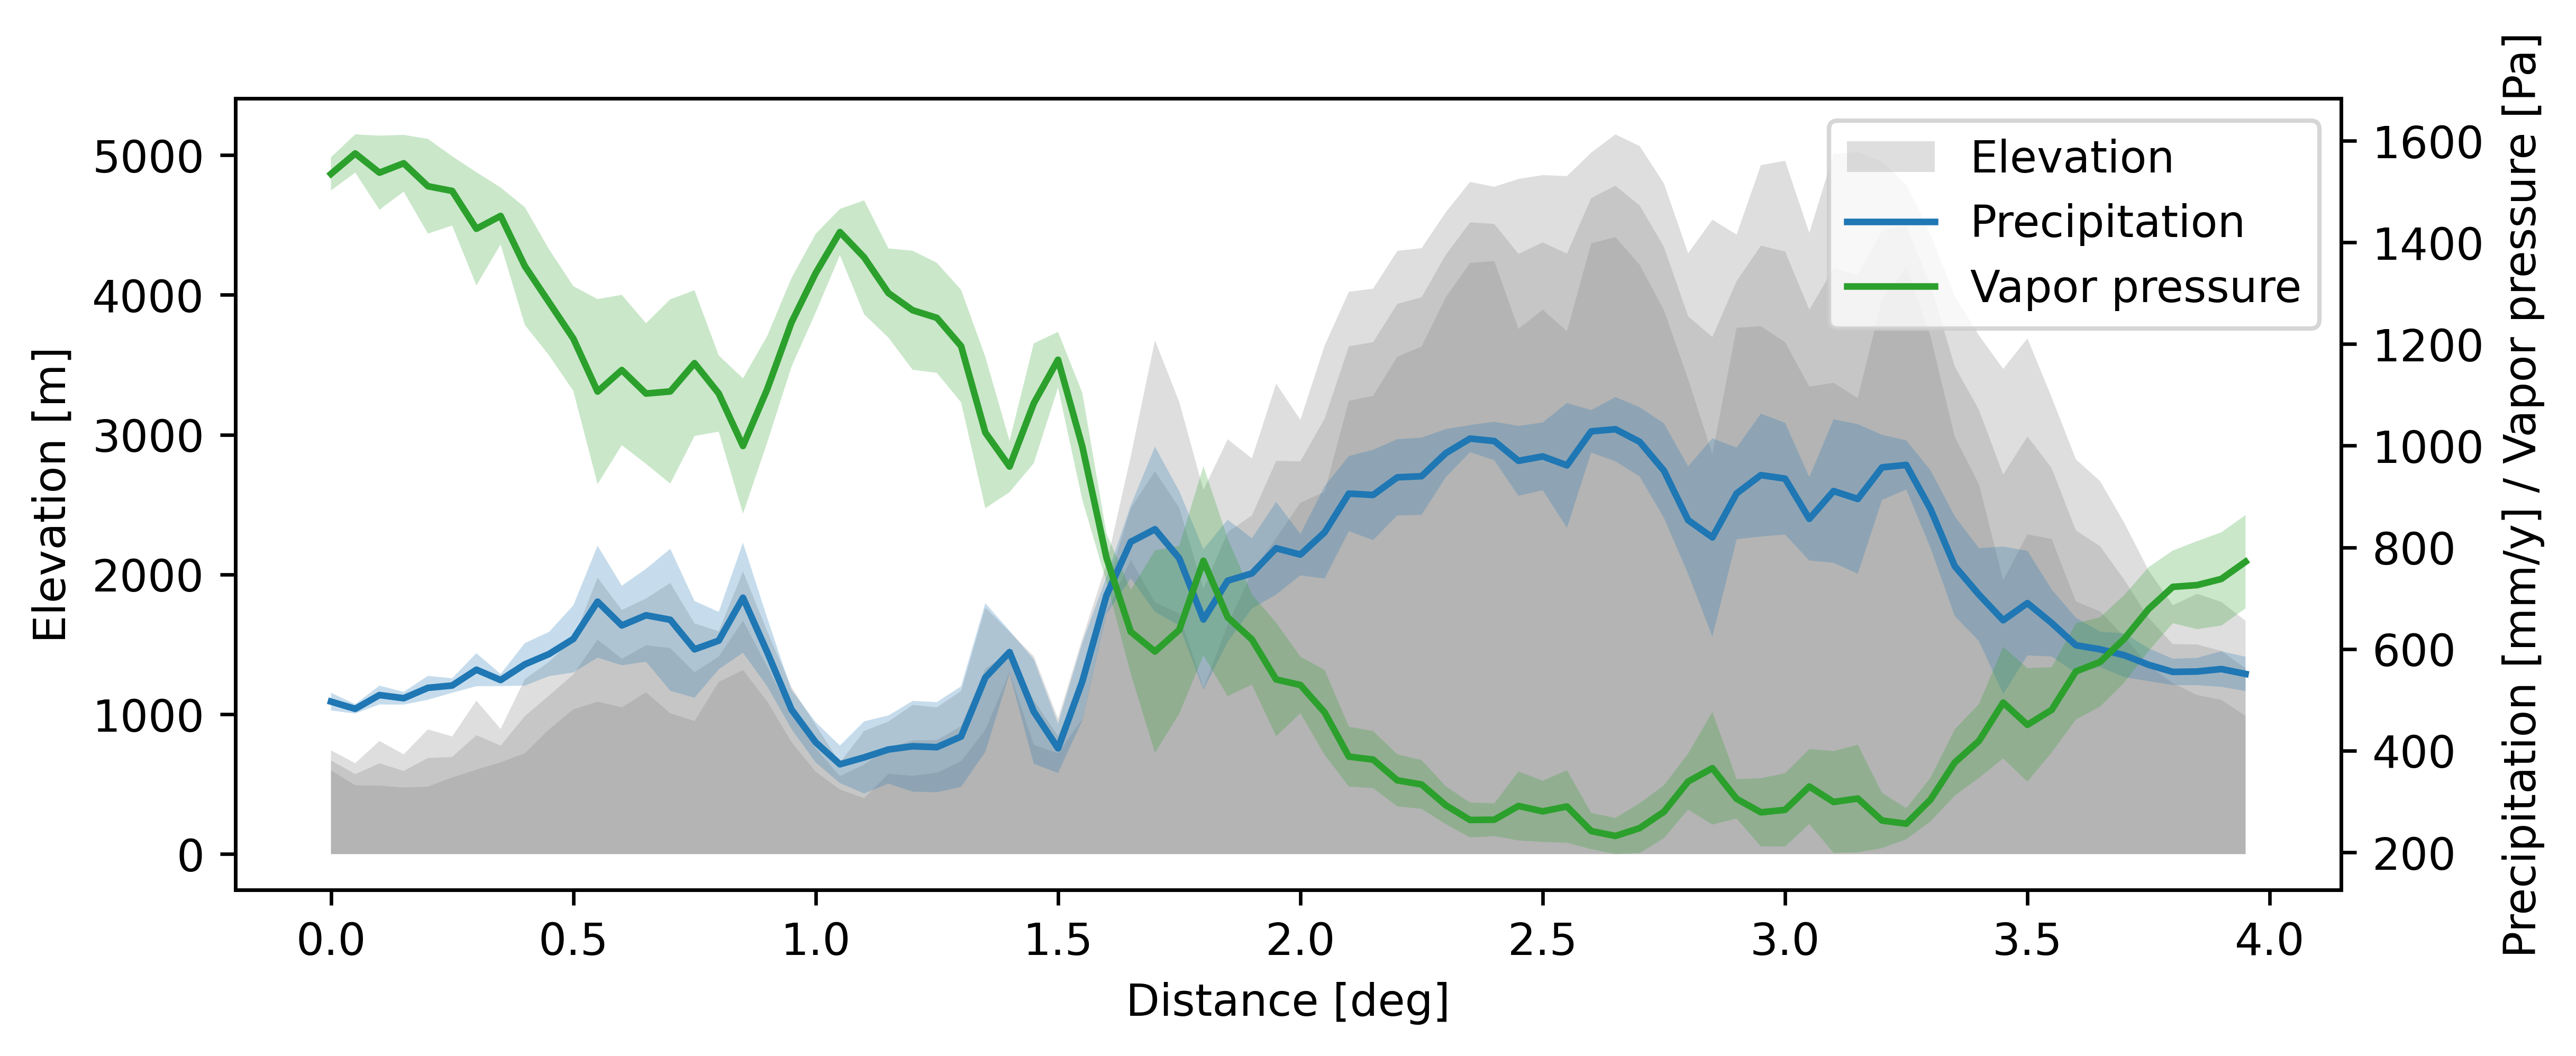 Elevation [m]
5000
4000
3000
2000
1000
0
0.0 0.5 1.0 1.5 2.0 2.5 3.0 3.5 4.0
Distance [deg]
Elevation
Precipitation
Vapor pressure
1600
1400
1200
1000
800
600
400
200
Precipitation [mm/y] / Vapor pressure [Pa]